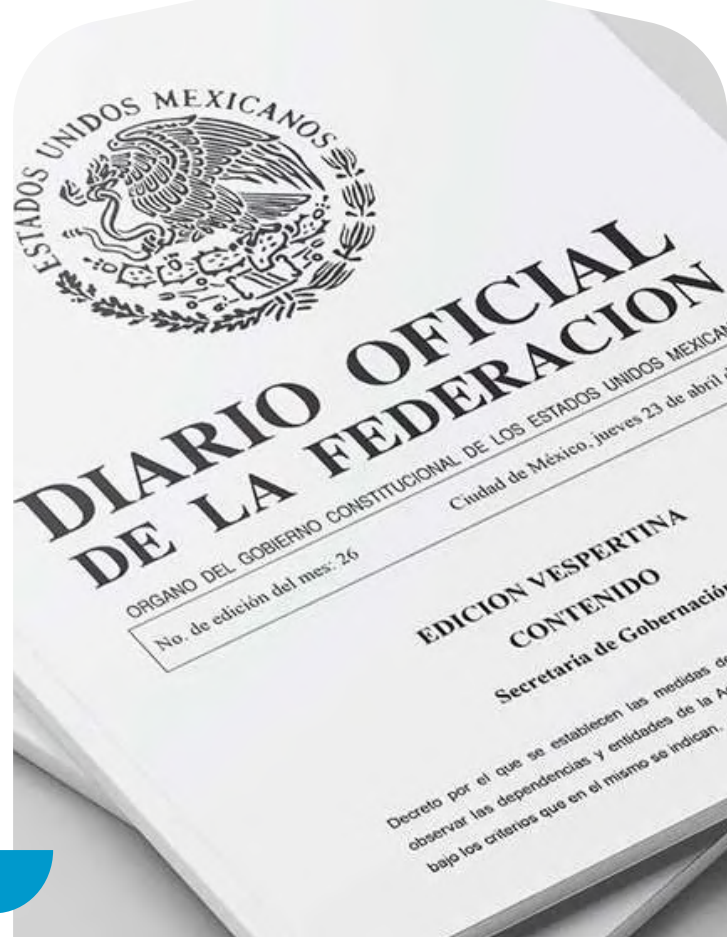 ESTADOS UNIDOS MEXICANOS
DIARIO OFICIAL
DE LA FEDERACION
ORGANO DEL GOBIERNO CONSTITUCIONAL DE LOS ESTADOS UNIDOS
No. de edición del mes: 26 Ciudad de México, jueves 23 de abril
EDICION VESPERTINA
CONTENIDO
Secretaría de Gobernación
Decreto por el que se establecen las medidas
observar las dependencias y entidades de la
bajo los criterios que en el mismo se indican.